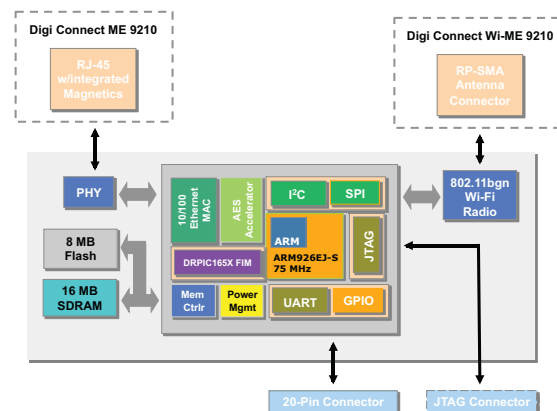 Digi Connect ME 9210
RJ-45
w/integrated
Magnetics
Digi Connect Wi-ME 9210
RP-SMA
Antenna
Connector
PHY
10/100
Ethernet
MAC
AES
Accelerator
I²C
SPI
802.11bgn
Wi-Fi
Radio
8 MB
Flash
ARM
ARM926EJ-S
75 MHz
JTAG
DRPIC165X FIM
16 MB
SDRAM
Mem
Ctrlr
Power
Mgmt
UART
GPIO
20-Pin Connector
JTAG Connector